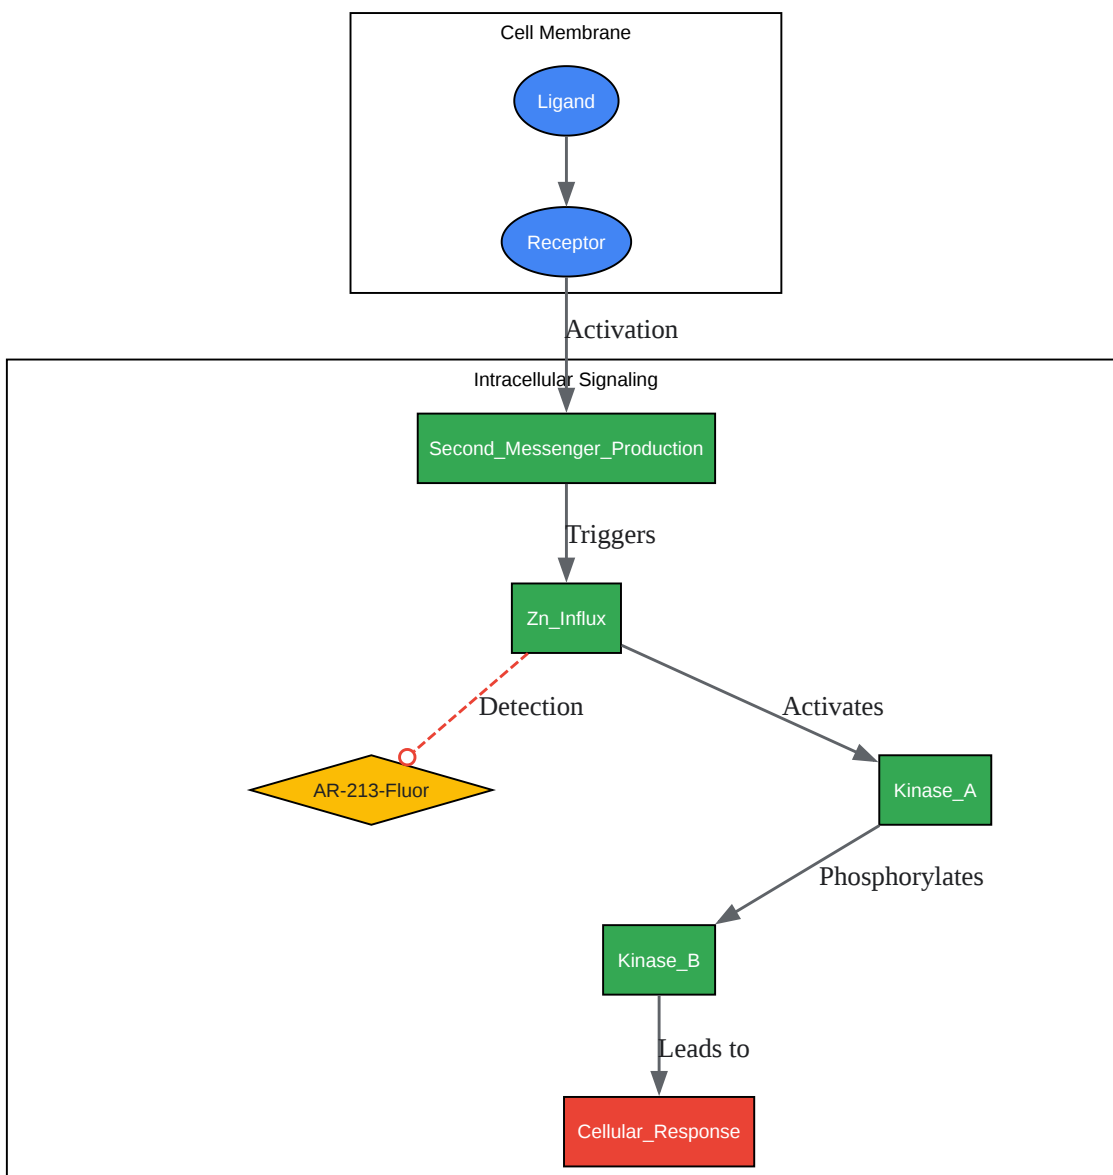 Cell Membrane
Ligand
Receptor
Activation
Intracellular Signaling
Second_Messenger_Production
Triggers
Zn_Influx
Detection
Activates
AR-213-Fluor
Kinase_A
Phosphorylates
Kinase_B
Leads to
Cellular_Response